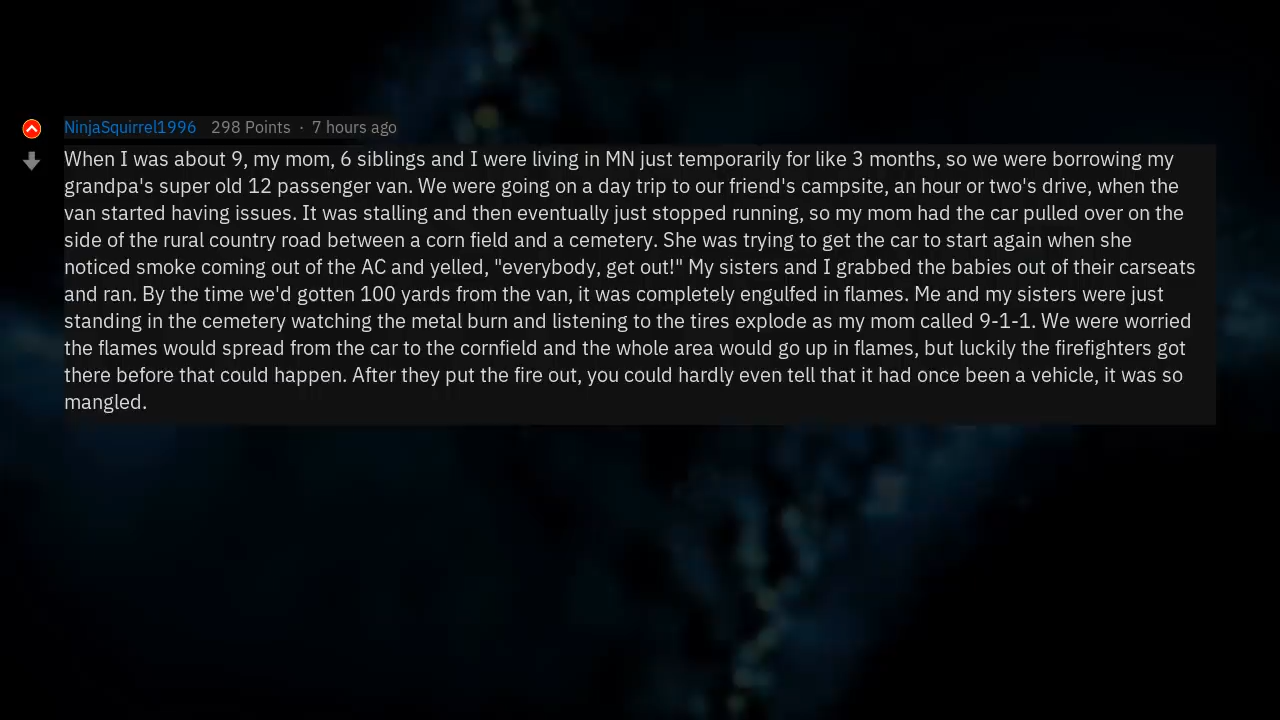 NinjaSquirrel1996 298 Points · 7 hours ago
When I was about 9, my mom, 6 siblings and I were living in MN just temporarily for like 3 months, so we were borrowing my
grandpa's super old 12 passenger van. We were going on a day trip to our friend's campsite, an hour or two's drive, when the
van started having issues. It was stalling and then eventually just stopped running, so my mom had the car pulled over on the
side of the rural country road between a corn field and a cemetery. She was trying to get the car to start again when she
noticed smoke coming out of the AC and yelled, "everybody, get out!" My sisters and I grabbed the babies out of their carseats
and ran. By the time we'd gotten 100 yards from the van, it was completely engulfed in flames. Me and my sisters were just
standing in the cemetery watching the metal burn and listening to the tires explode as my mom called 9-1-1. We were worried
the flames would spread from the car to the cornfield and the whole area would go up in flames, but luckily the firefighters got
there before that could happen. After they put the fire out, you could hardly even tell that it had once been a vehicle, it was so
mangled.